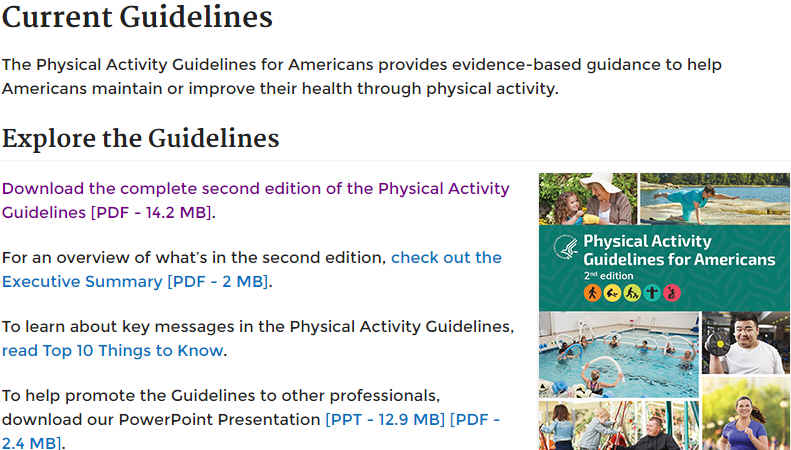 Current Guidelines
The Physical Activity Guidelines for Americans provides evidence-based guidance to help
Americans maintain or improve their health through physical activity.
Explore the Guidelines
Download the complete second edition of the Physical Activity
Guidelines [PDF - 14.2 MB].
For an overview of what's in the second edition, check out the
Executive Summary [PDF - 2 MB].
To learn about key messages in the Physical Activity Guidelines,
read Top 10 Things to Know.
To help promote the Guidelines to other professionals,
download our PowerPoint Presentation [PPT - 12.9 MB] [PDF -
2.4 MB].
Physical Activity
Guidelines for Americans
2nd edition